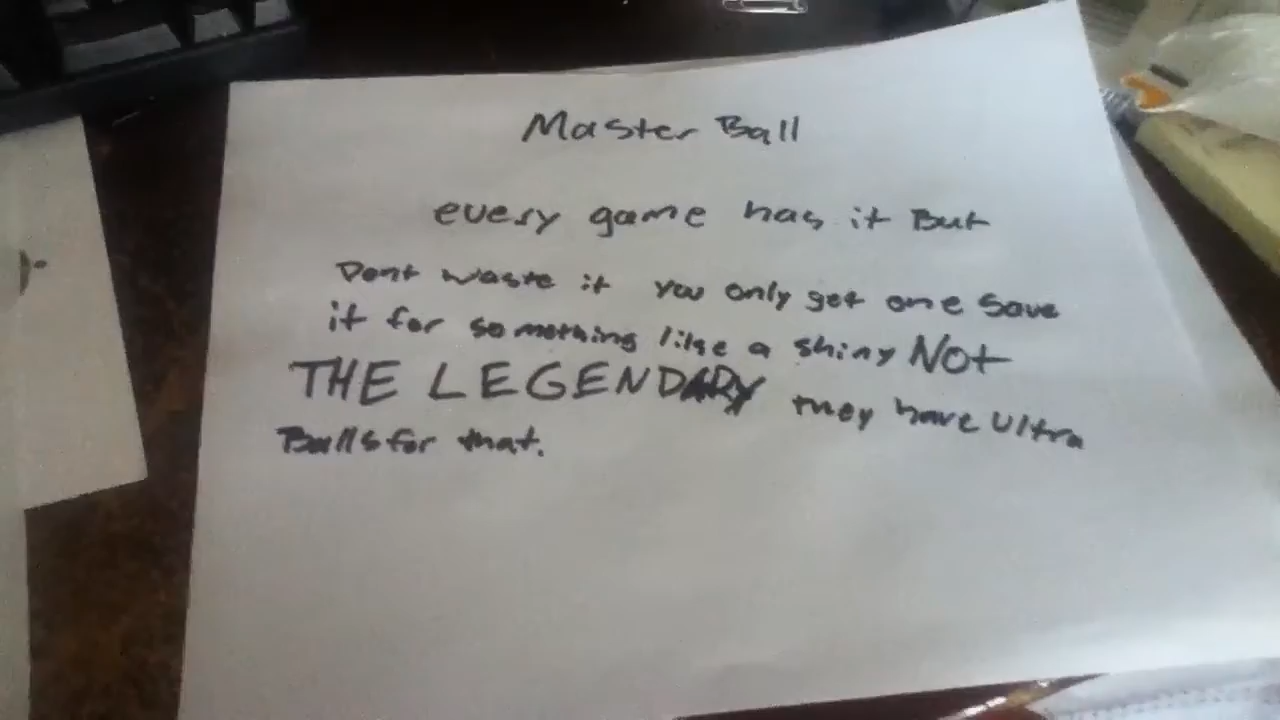 Master Ball
every game has it But
Dont waste it you only get one Save
it for something like a shiny Not
THE LEGENDARY they have Ultra
Balls for that.